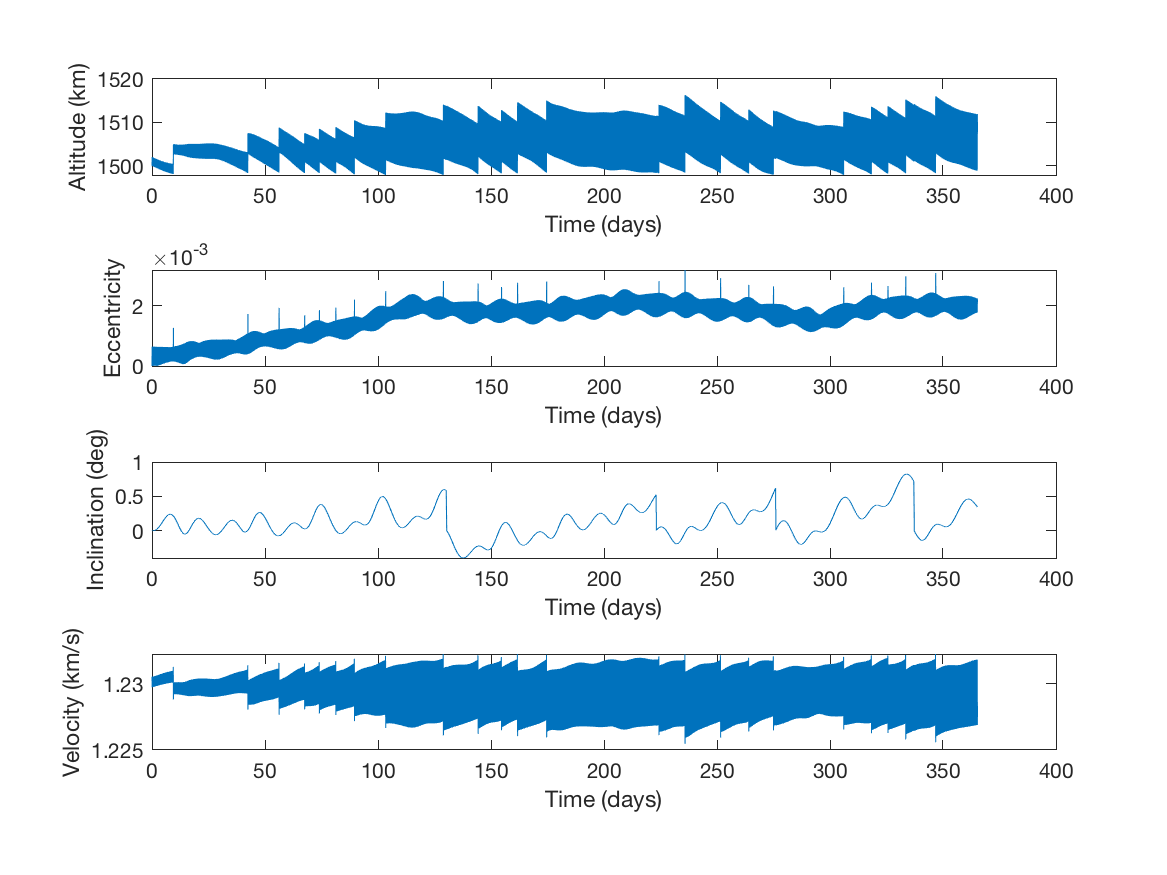 Altitude (km)
1520
1510
1500
0 50 100 150 200 250 300 350 400
Time (days)
×10-3
Eccentricity
2
0
0 50 100 150 200 250 300 350 400
Time (days)
Inclination (deg)
1
0.5
0
0 50 100 150 200 250 300 350 400
Time (days)
Velocity (km/s)
1.23
1.225
0 50 100 150 200 250 300 350 400
Time (days)